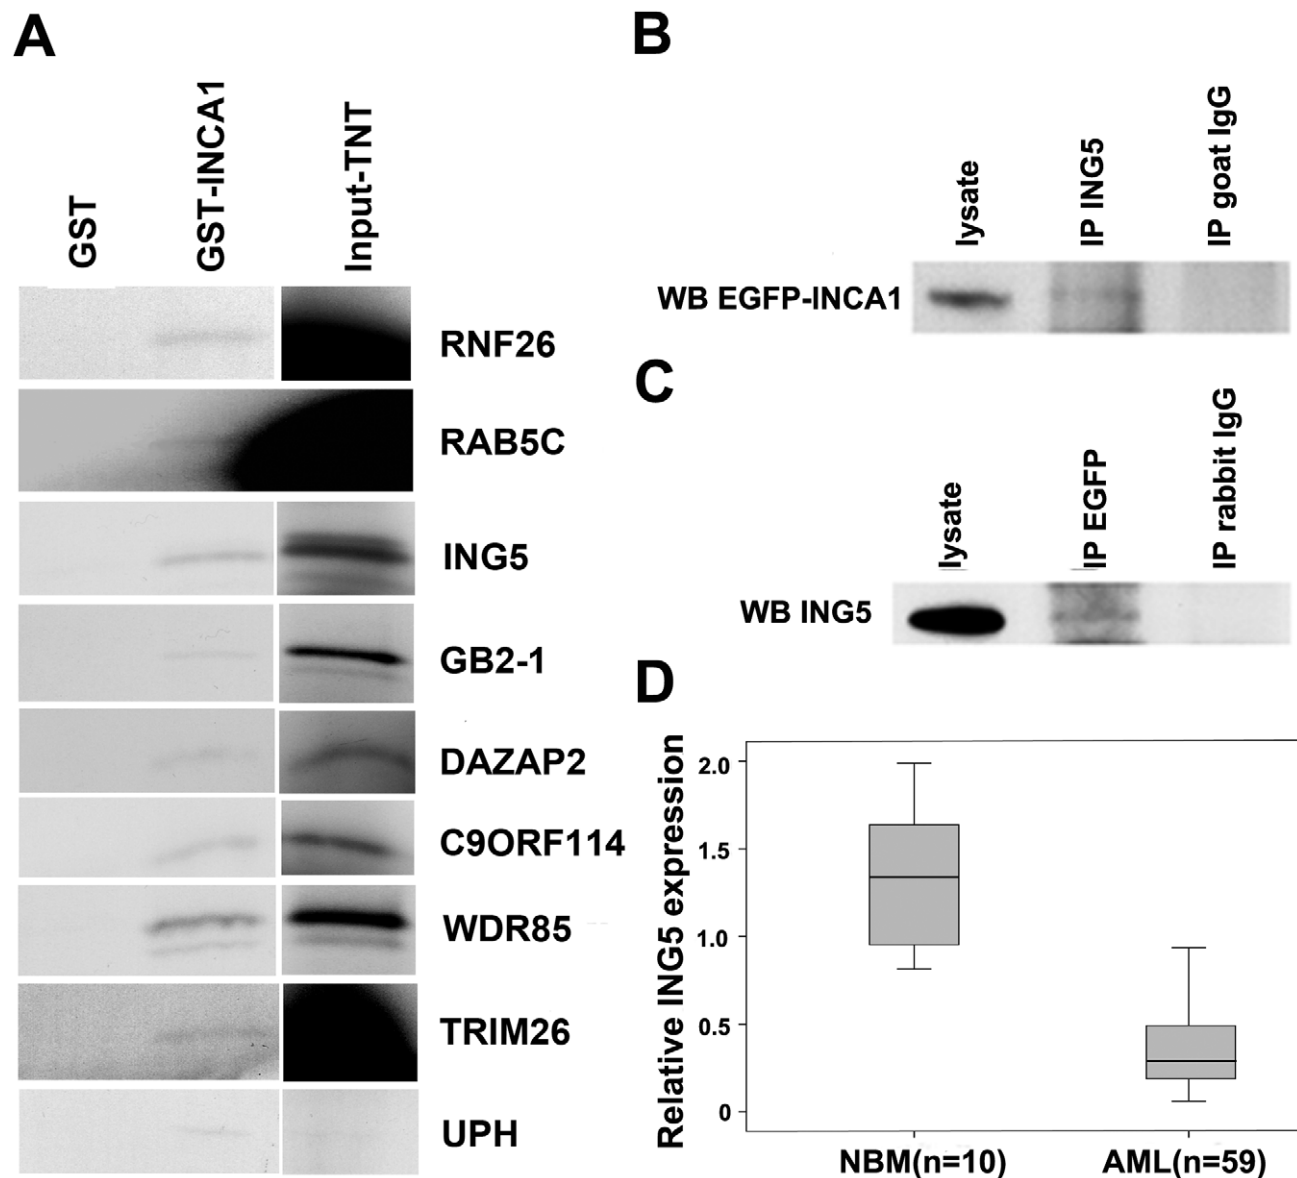 A
GST
GST-INCA1
Input-TNT
RNF26
RAB5C
ING5
GB2-1
DAZAP2
C9ORF114
WDR85
TRIM26
UPH
B
lysate
IP ING5
IP goat IgG
WB EGFP-INCA1
C
lysate
IP EGFP
IP rabbit IgG
WB ING5
D
Relative ING5 expression
2.0
1.5
1.0
0.5
0
NBM(n=10)
AML(n=59)